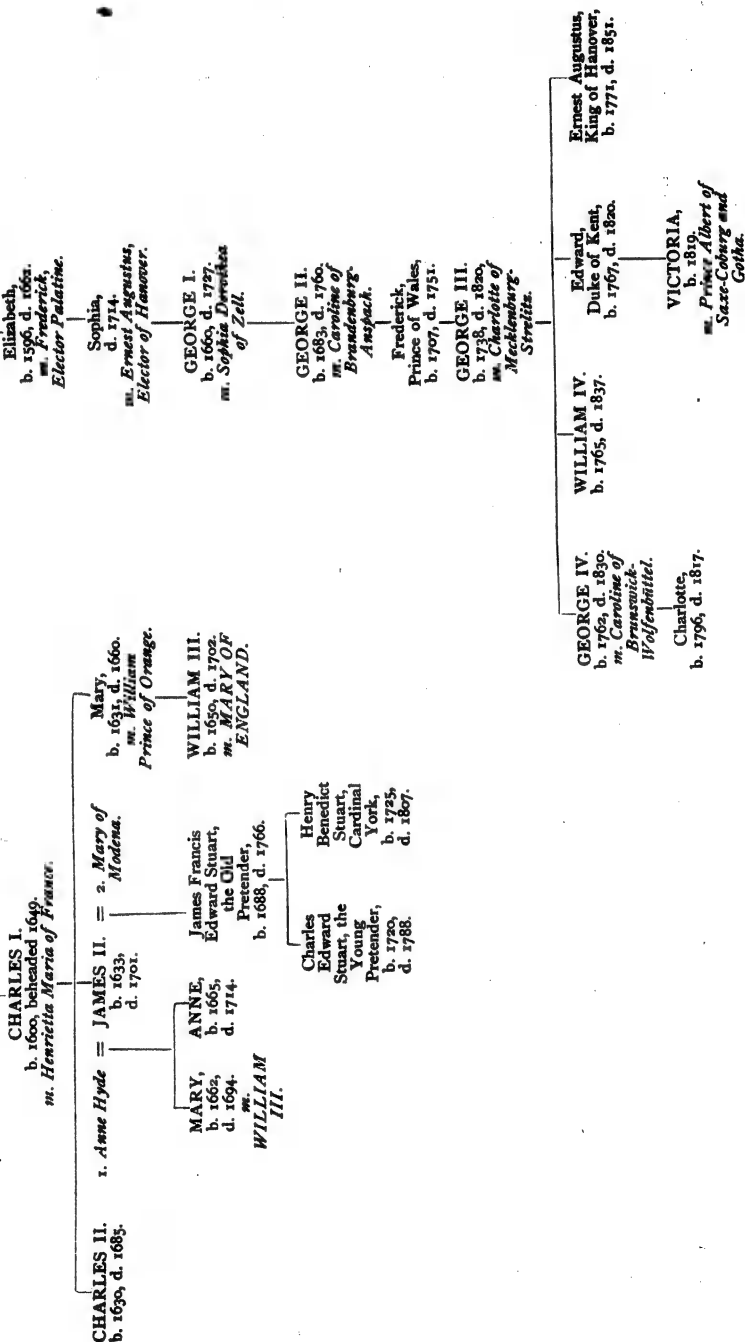 CHARLES I.
b. 1600, beheaded 1649.
m. Henrietta Maria of France.
CHARLES II.
b. 1630, d. 1685.
1. Anne Hyde = JAMES II. = 2. Mary of
Modena.
b. 1633,
d. 1701.
Mary,
b. 1631, d. 1660.
m. William
Prince of Orange.
MARY,
b. 1662,
d. 1694.
m.
WILLIAM
III.
ANNE,
b. 1665,
d. 1714.
James Francis
Edward Stuart,
the Old
Pretender,
b. 1688, d. 1766.
WILLIAM III.
b. 1650, d. 1702.
m. MARY OF
ENGLAND.
Charles
Edward
Stuart, the
Young
Pretender,
b. 1720,
d. 1788.
Henry
Benedict
Stuart,
Cardinal
York,
b. 1725,
d. 1807.
Elizabeth,
b. 1596, d. 1662.
m. Frederick,
Elector Palatine.
Sophia,
d. 1714.
m. Ernest Augustus,
Elector of Hanover.
GEORGE I.
b. 1660, d. 1727.
m. Sophia Dorothea
of Zell.
GEORGE II.
b. 1683, d. 1760.
m. Caroline of
Brandenburg-
Anspach.
Frederick,
Prince of Wales,
b. 1707, d. 1751.
GEORGE III.
b. 1738, d. 1820,
m. Charlotte of
Mecklenburg-
Strelitz.
GEORGE IV.
b. 1762, d. 1830.
m. Caroline of
Brunswick-
Wolfenbüttel.
Charlotte,
b. 1796, d. 1817.
WILLIAM IV.
b. 1765, d. 1837.
Edward,
Duke of Kent,
b. 1767, d. 1820.
VICTORIA,
b. 1819.
m. Prince Albert of
Saxe-Coburg and
Gotha.
Ernest Augustus,
King of Hanover,
b. 1771, d. 1851.